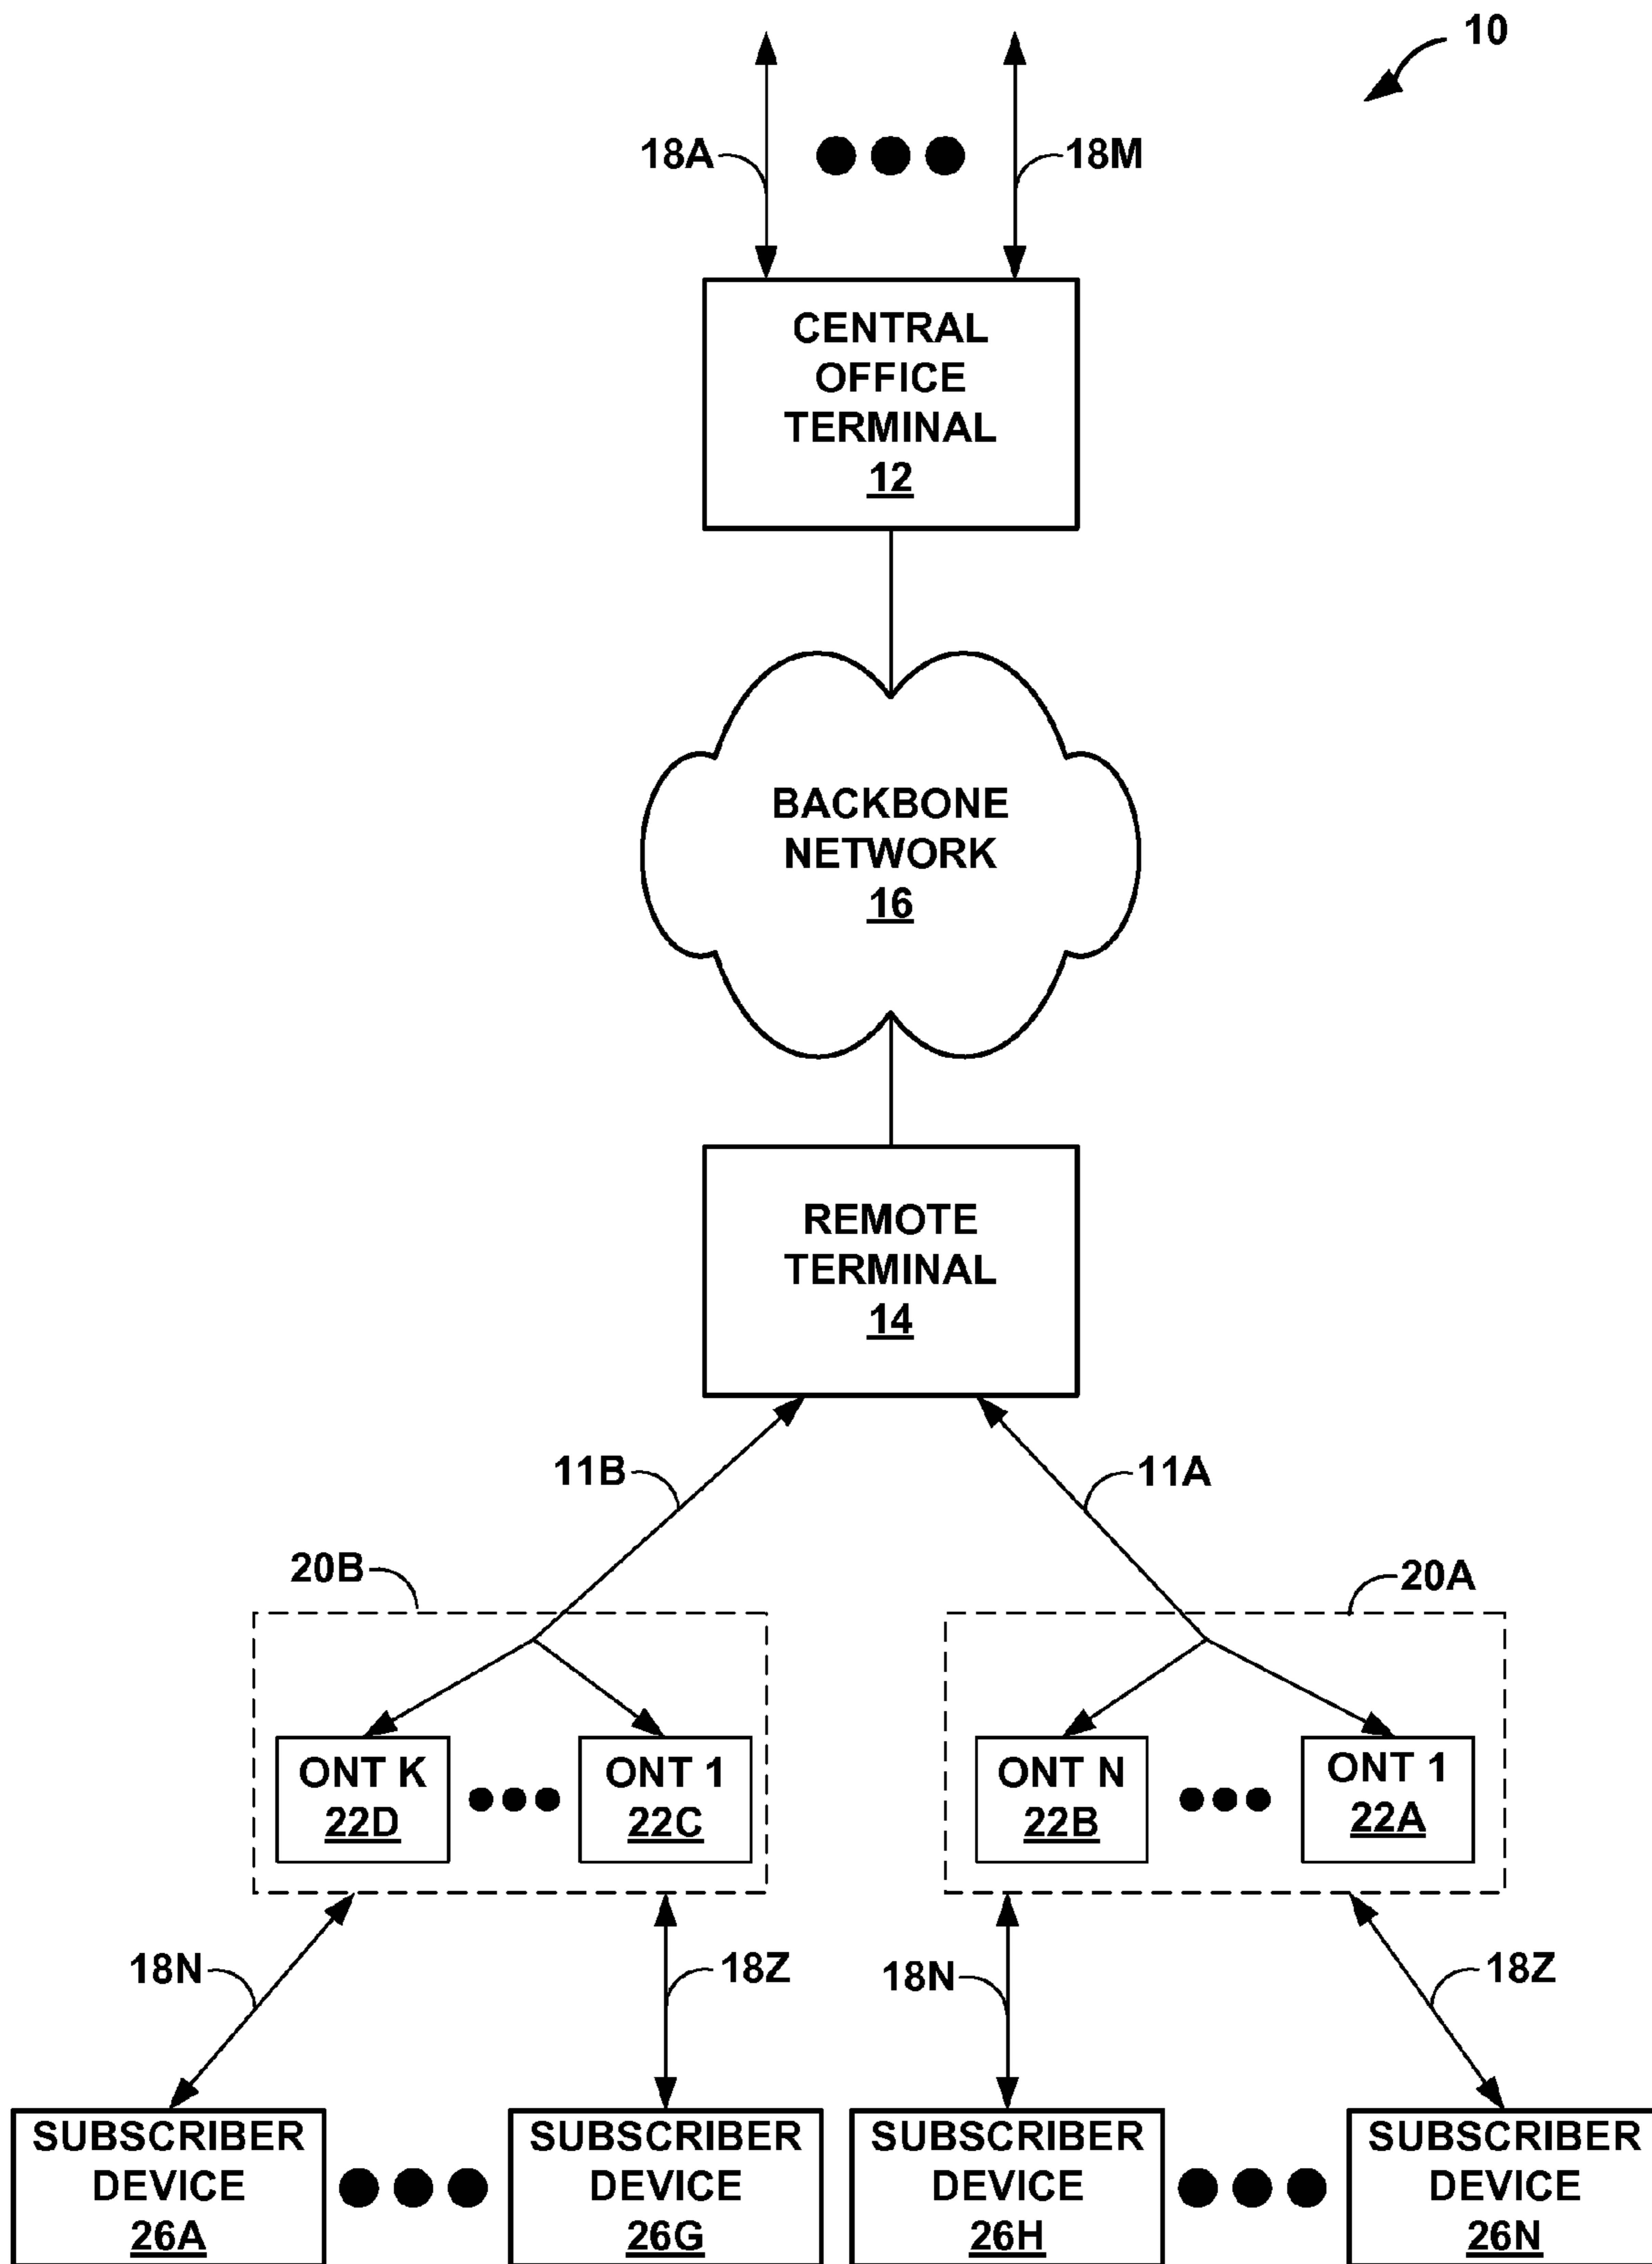 10
18A
18M
CENTRAL
OFFICE
TERMINAL
12
BACKBONE
NETWORK
16
REMOTE
TERMINAL
14
11B
11A
20B
20A
ONT K
22D
ONT 1
22C
ONT N
22B
ONT 1
22A
18N
18Z
18N
18Z
SUBSCRIBER
DEVICE
26A
SUBSCRIBER
DEVICE
26G
SUBSCRIBER
DEVICE
26H
SUBSCRIBER
DEVICE
26N